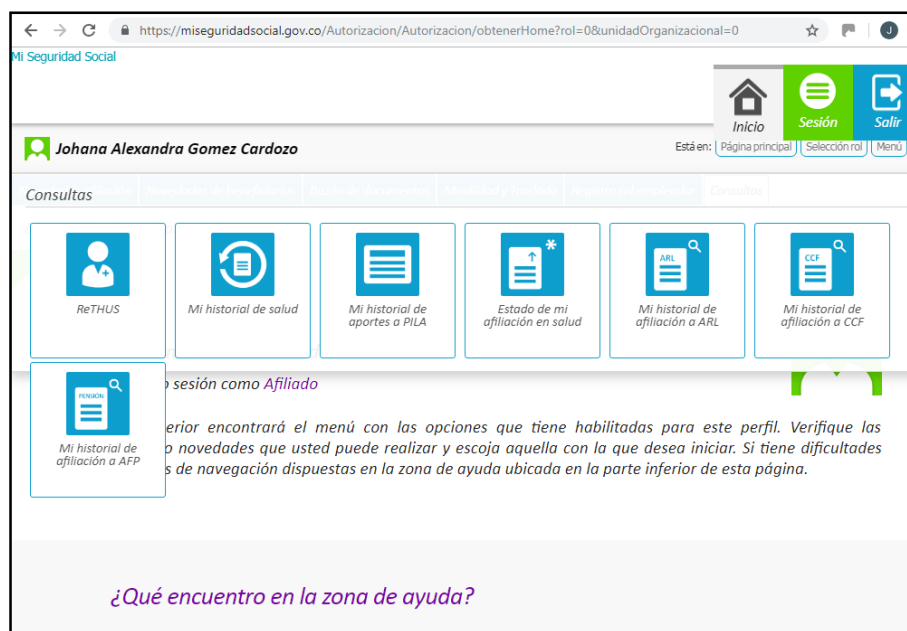 https://miseguridadsocial.gov.co/Autorizacion/Autorizacion/obtenerHome?rol=0&unidadOrganizacional=0
J
Mi Seguridad Social
Inicio
Sesión
Salir
Johana Alexandra Gomez Cardozo
Está en: Página principal Selección rol Menú
Consultas
Consultas
ReTHUS
Mi historial de salud
Mi historial de
aportes a PILA
Estado de mi
afiliación en salud
ARL
Mi historial de
afiliación a ARL
CCF
Mi historial de
afiliación a CCF
PENSION
Mi historial de
afiliación a AFP
o sesión como Afiliado
erior encontrará el menú con las opciones que tiene habilitadas para este perfil. Verifique las
o novedades que usted puede realizar y escoja aquella con la que desea iniciar. Si tiene dificultades
s de navegación dispuestas en la zona de ayuda ubicada en la parte inferior de esta página.
¿Qué encuentro en la zona de ayuda?